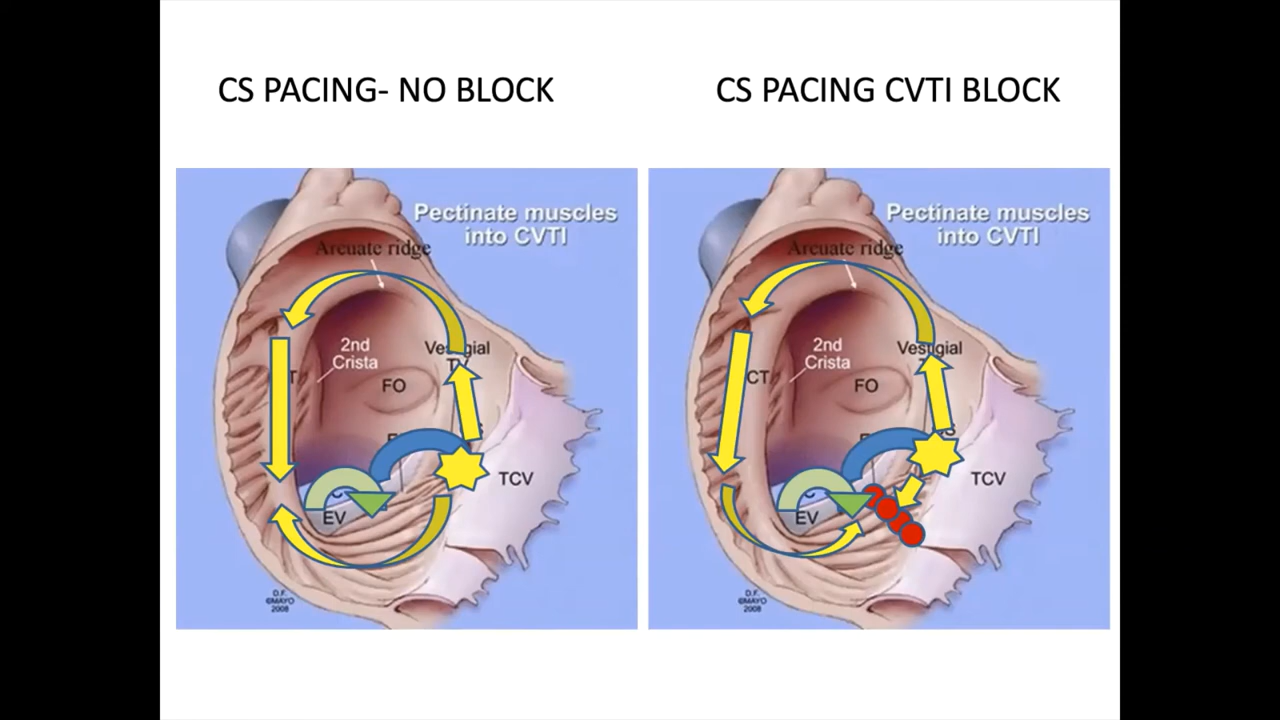 CS PACING- NO BLOCK
CS PACING CVTI BLOCK
Pectinate muscles
into CVTI
Arcuate ridge
2nd
Crista
FO
TCV
EV
D.F.
©MAYO
2008
Pectinate muscles
into CVTI
Arcuate ridge
2nd
Crista
Vestigial
CT
FO
TCV
EV
D.F.
©MAYO
2008